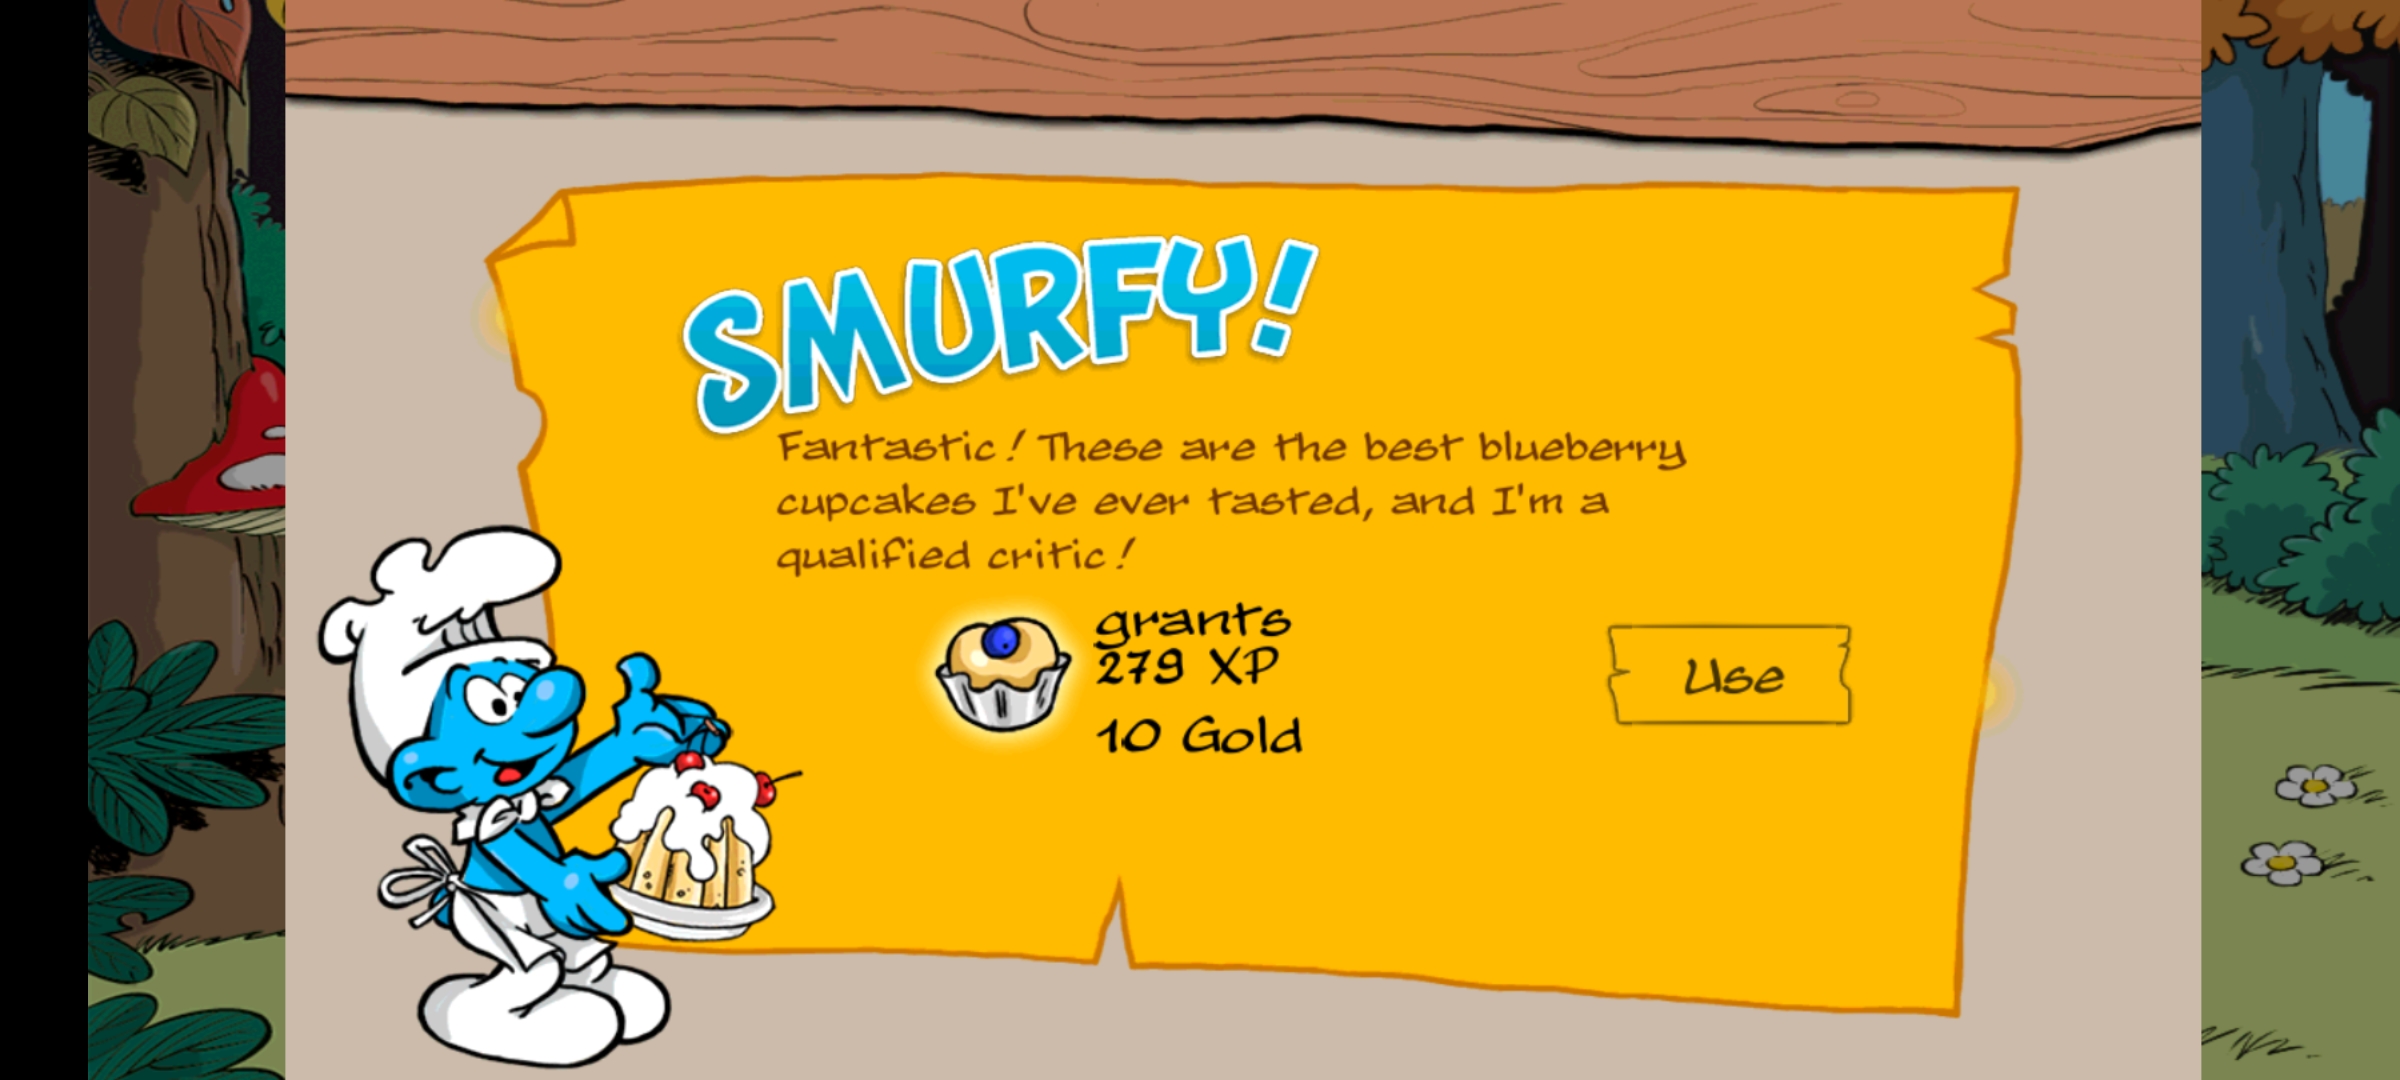 SMURFY!
Fantastic! These are the best blueberry
cupcakes I've ever tasted, and I'm a
qualified critic!
grants
279 XP
10 Gold
Use